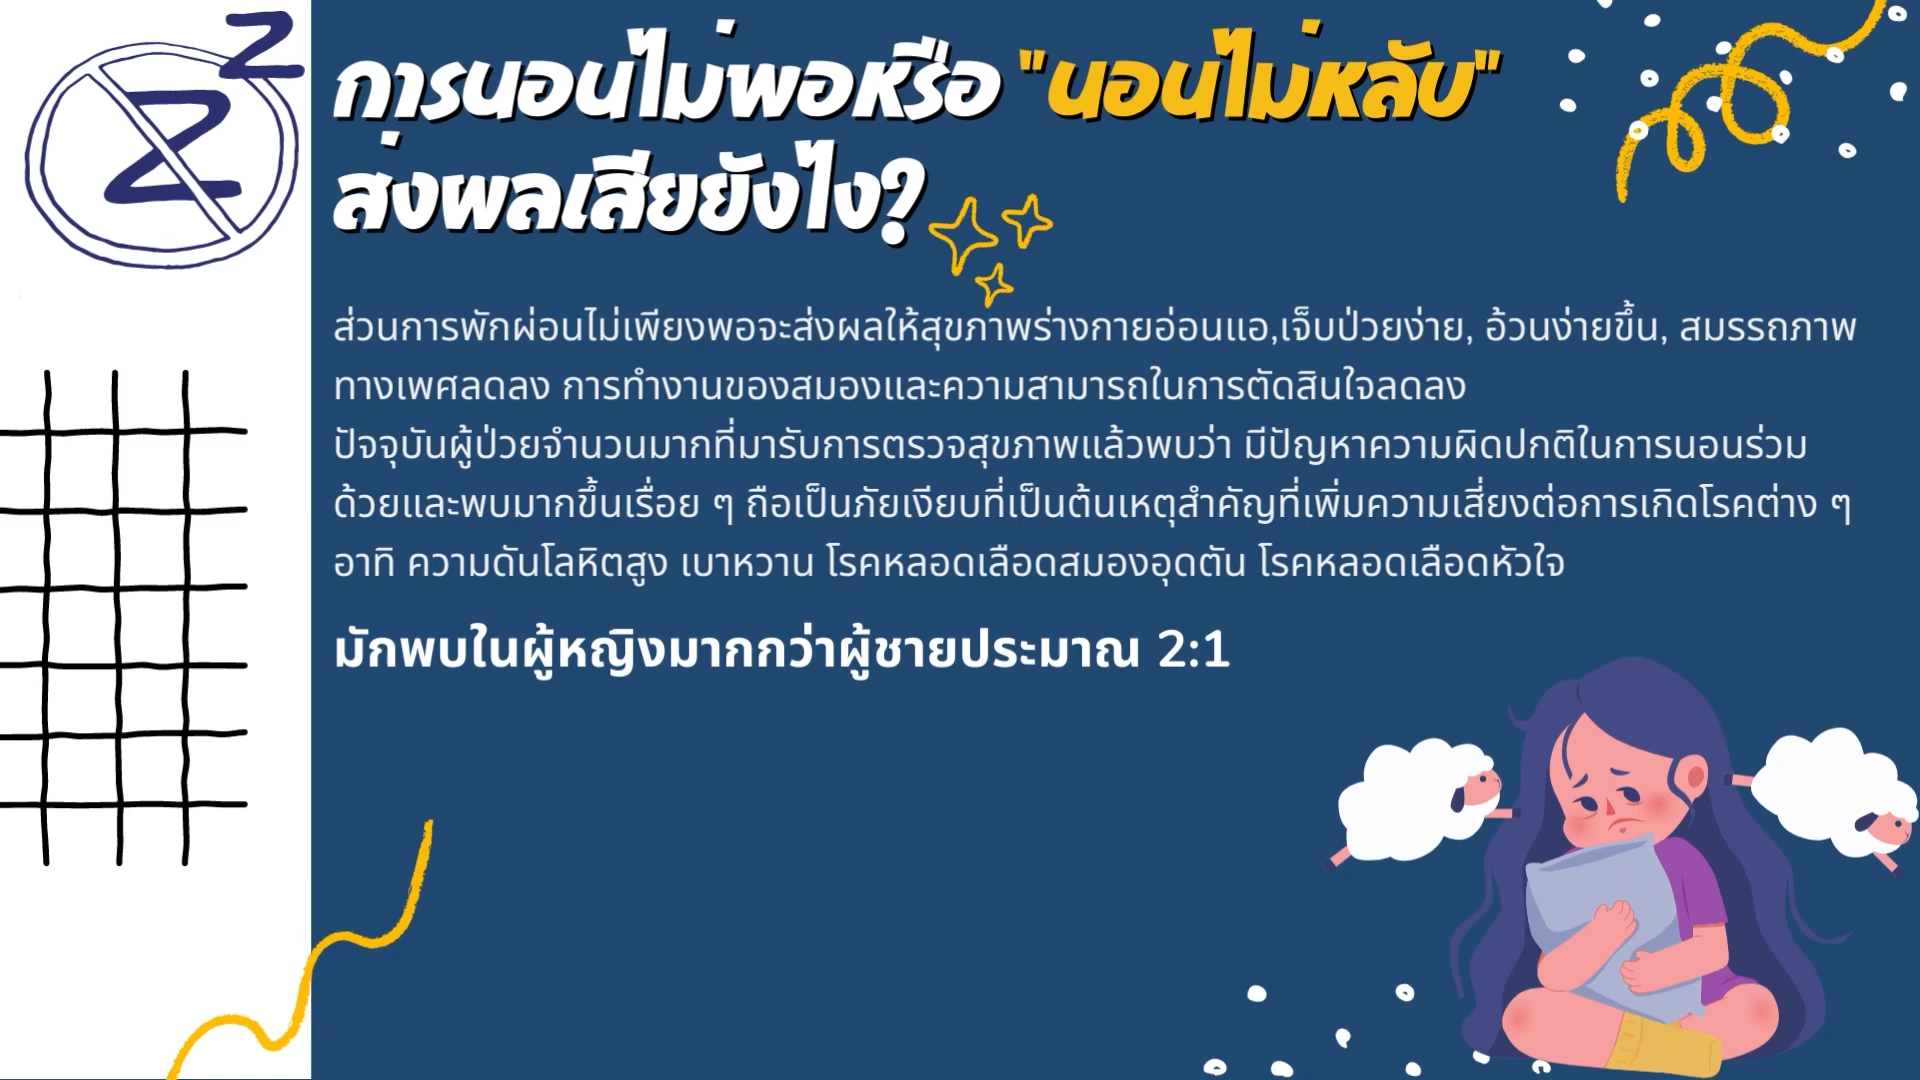 Z
Z
การนอนไม่พอหรือ "นอนไม่หลับ"
ส่งผลเสียยังไง?
ส่วนการพักผ่อนไม่เพียงพอจะส่งผลให้สุขภาพร่างกายอ่อนแอ,เจ็บป่วยง่าย, อ้วนง่ายขึ้น, สมรรถภาพ
ทางเพศลดลง การทำงานของสมองและความสามารถในการตัดสินใจลดลง
ปัจจุบันผู้ป่วยจำนวนมากที่มารับการตรวจสุขภาพแล้วพบว่า มีปัญหาความผิดปกติในการนอนร่วม
ด้วยและพบมากขึ้นเรื่อย ๆ ถือเป็นภัยเงียบที่เป็นต้นเหตุสำคัญที่เพิ่มความเสี่ยงต่อการเกิดโรคต่าง ๆ
อาทิ ความดันโลหิตสูง เบาหวาน โรคหลอดเลือดสมองอุดตัน โรคหลอดเลือดหัวใจ
มักพบในผู้หญิงมากกว่าผู้ชายประมาณ 2:1